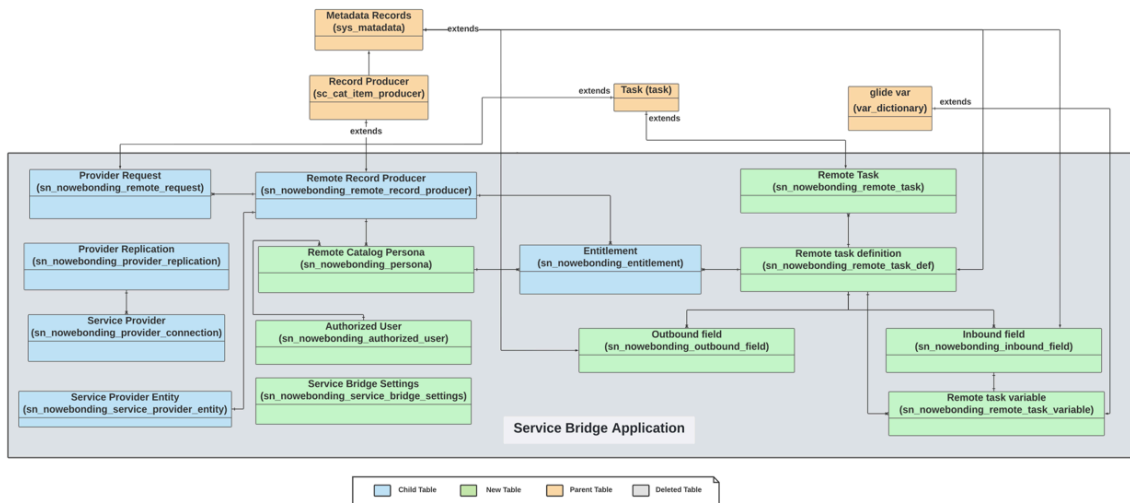 Metadata Records
(sys_matadata)
extends
Record Producer
(sc_cat_item_producer)
extends
Task (task)
extends
glide var
(var_dictionary)
extends
extends
Provider Request
(sn_nowebonding_remote_request)
Remote Record Producer
(sn_nowebonding_remote_record_producer)
Remote Task
(sn_nowebonding_remote_task)
Provider Replication
(sn_nowebonding_provider_replication)
Remote Catalog Persona
(sn_nowebonding_persona)
Entitlement
(sn_nowebonding_entitlement)
Remote task definition
(sn_nowebonding_remote_task_def)
Service Provider
(sn_nowebonding_provider_connection)
Authorized User
(sn_nowebonding_authorized_user)
Outbound field
(sn_nowebonding_outbound_field)
Inbound field
(sn_nowebonding_inbound_field)
Service Provider Entity
(sn_nowebonding_service_provider_entity)
Service Bridge Settings
(sn_nowebonding_service_bridge_settings)
Remote task variable
(sn_nowebonding_remote_task_variable)
Service Bridge Application
Child Table
New Table
Parent Table
Deleted Table